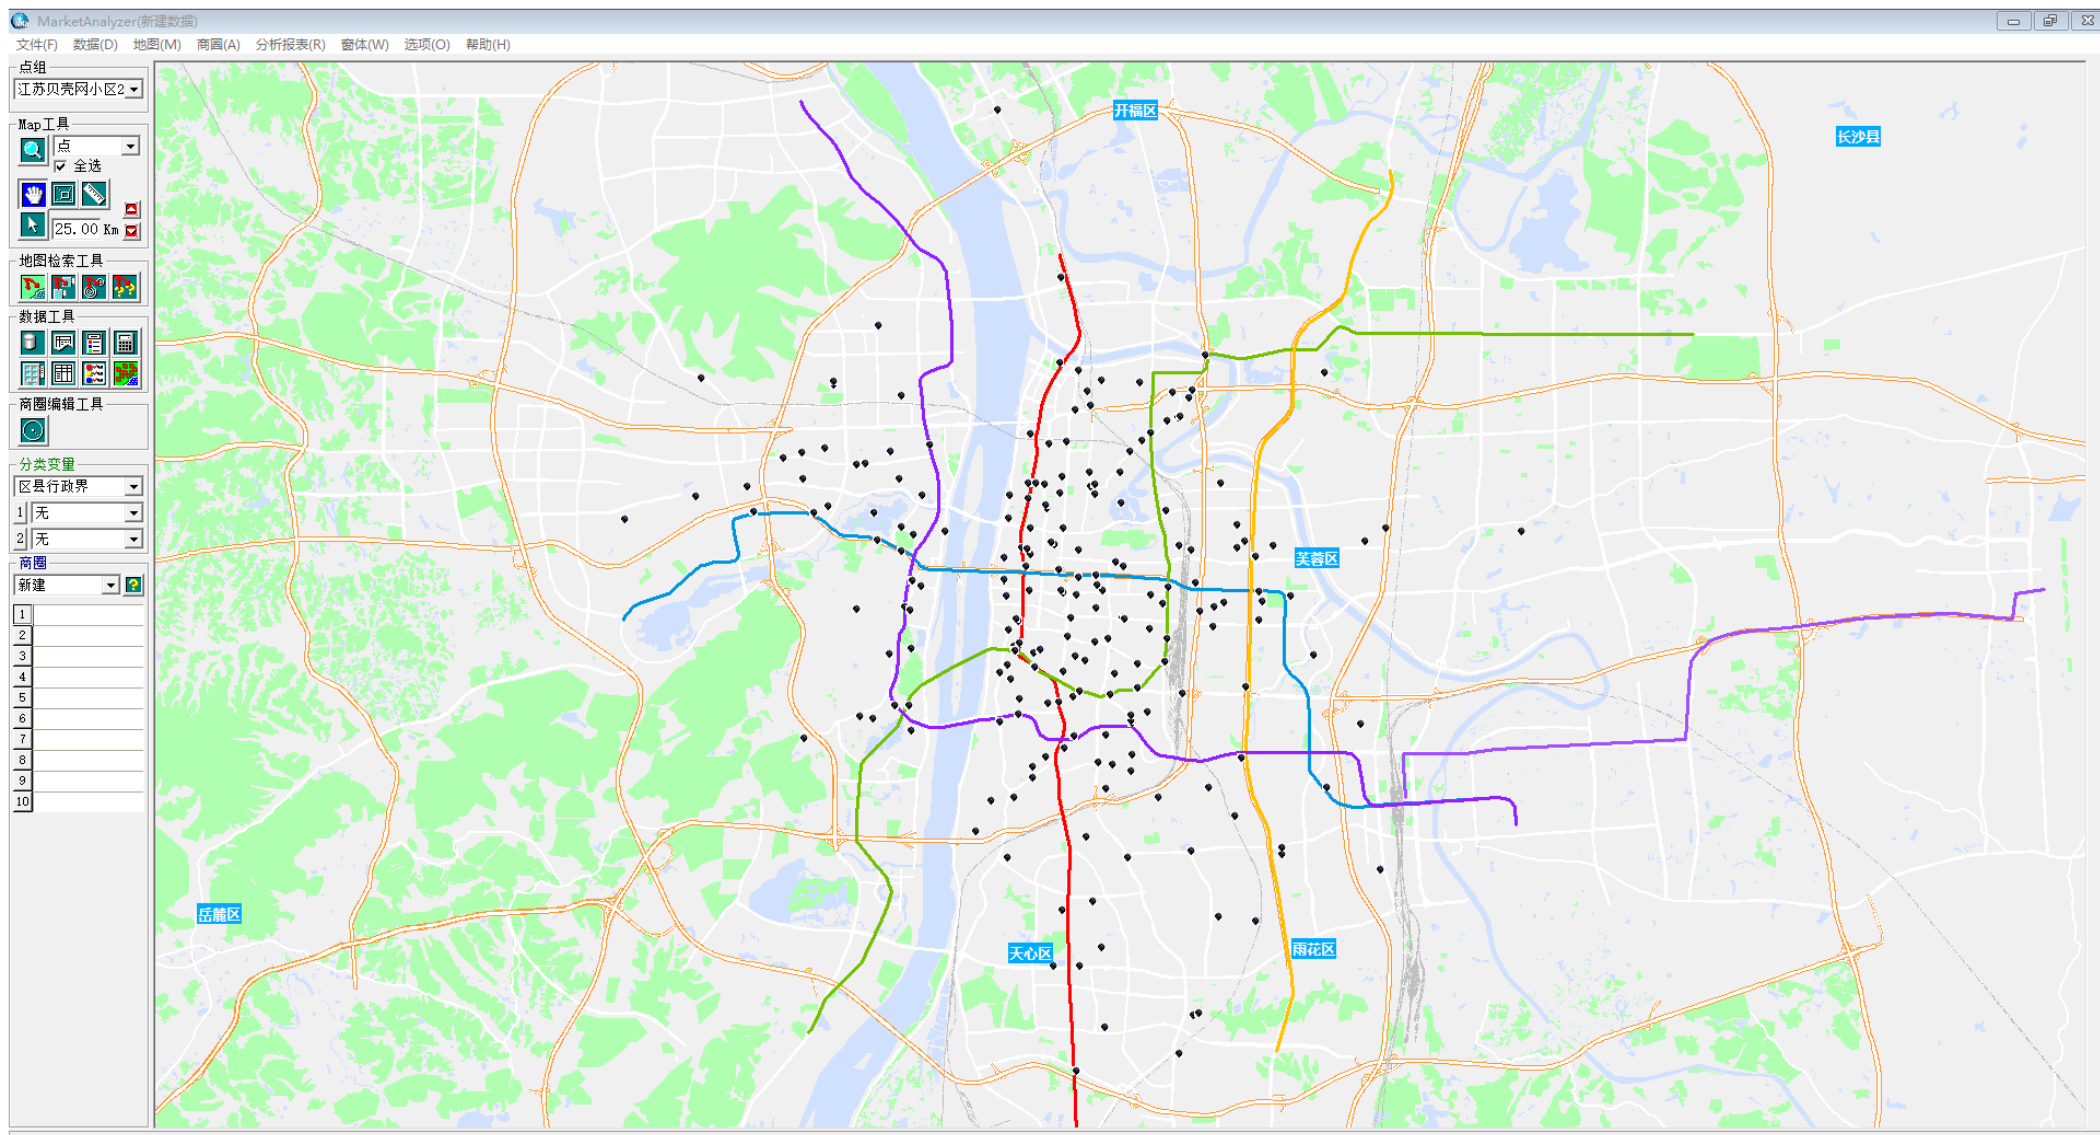 MarketAnalyzer(新建数据)
文件(F) 数据(D) 地图(M) 商圈(A) 分析报表(R) 窗体(W) 选项(O) 帮助(H)
点组
江苏贝壳网小区2
Map工具
点
全选
25.00 Km
地图检索工具
数据工具
商圈编辑工具
分类变量
区县行政界
1 无
2 无
商圈
新建
1
2
3
4
5
6
7
8
9
10
开福区
长沙县
芙蓉区
岳麓区
天心区
雨花区